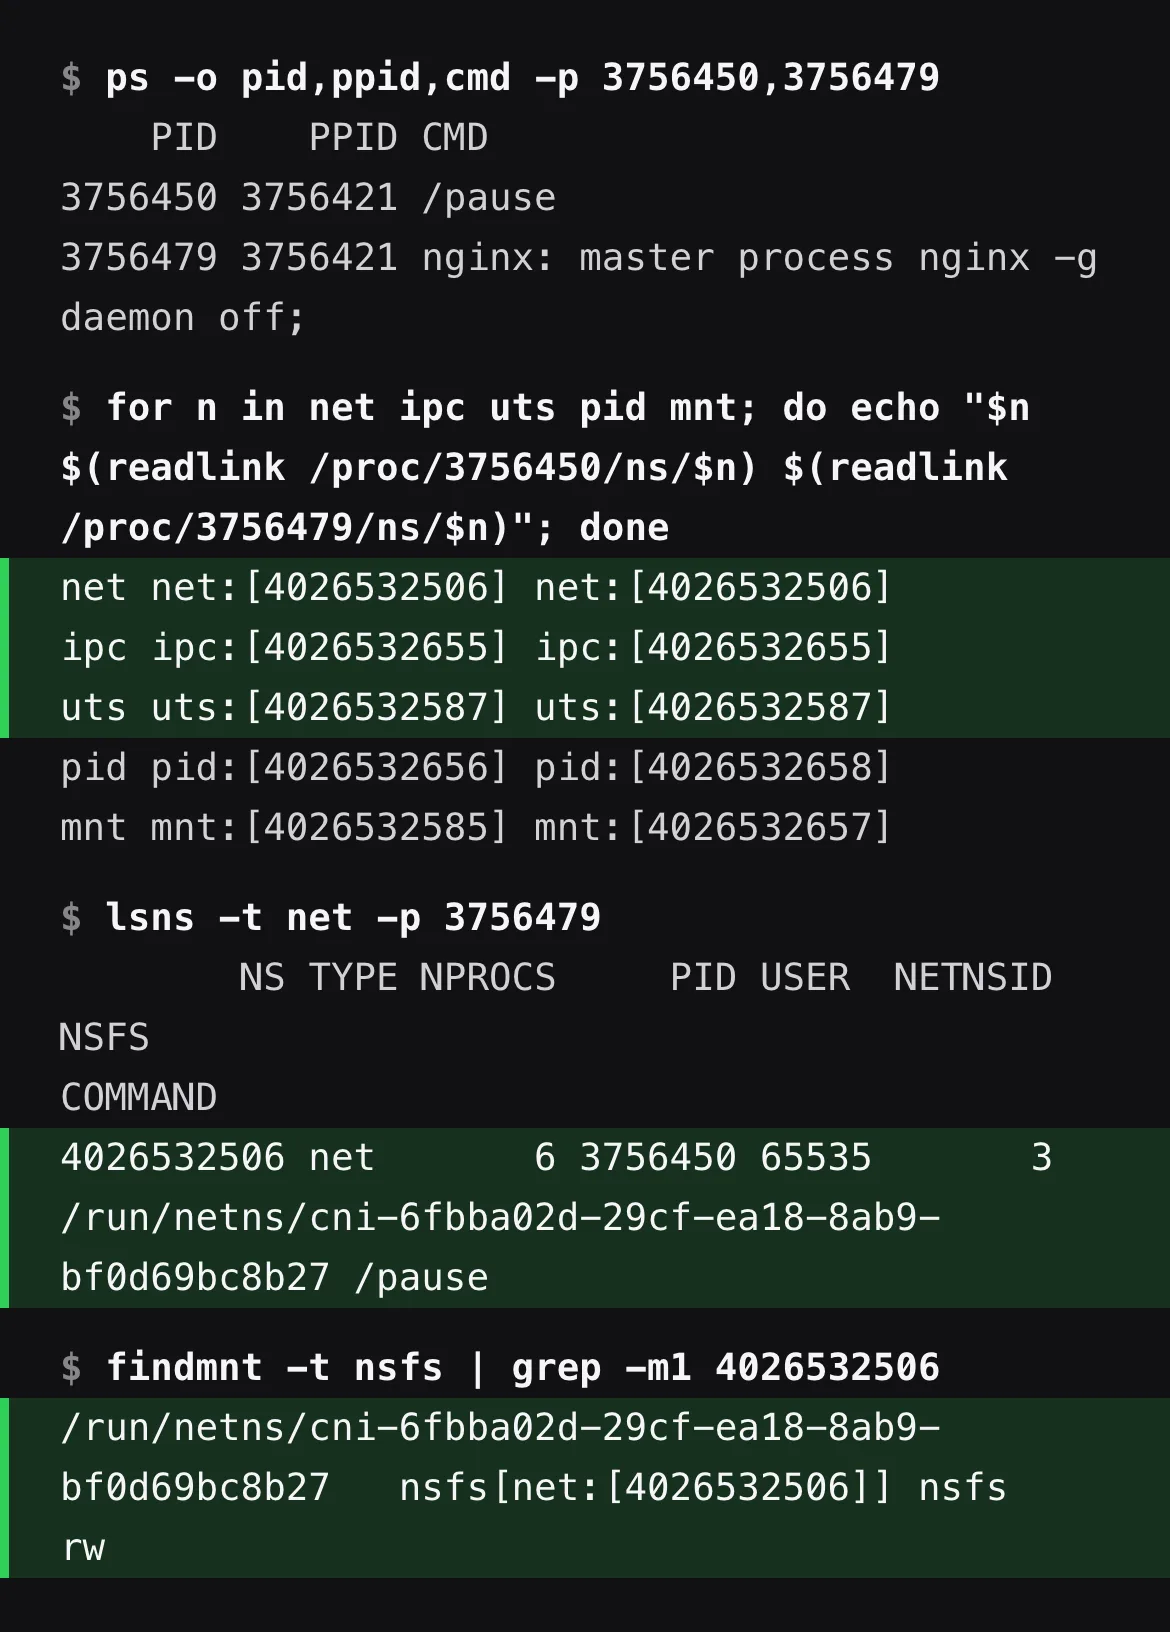 $ ps -o pid,ppid,cmd -p 3756450,3756479
    PID    PPID CMD
3756450 3756421 /pause
3756479 3756421 nginx: master process nginx -g
daemon off;
$ for n in net ipc uts pid mnt; do echo "$n
$(readlink /proc/3756450/ns/$n) $(readlink
/proc/3756479/ns/$n)"; done
net net:[4026532506] net:[4026532506]
ipc ipc:[4026532655] ipc:[4026532655]
uts uts:[4026532587] uts:[4026532587]
pid pid:[4026532656] pid:[4026532658]
mnt mnt:[4026532585] mnt:[4026532657]
$ lsns -t net -p 3756479
        NS TYPE NPROCS     PID USER  NETNSID
NSFS
COMMAND
4026532506 net       6 3756450 65535       3
/run/netns/cni-6fbba02d-29cf-ea18-8ab9-
bf0d69bc8b27 /pause
$ findmnt -t nsfs | grep -m1 4026532506
/run/netns/cni-6fbba02d-29cf-ea18-8ab9-
bf0d69bc8b27   nsfs[net:[4026532506]] nsfs
rw